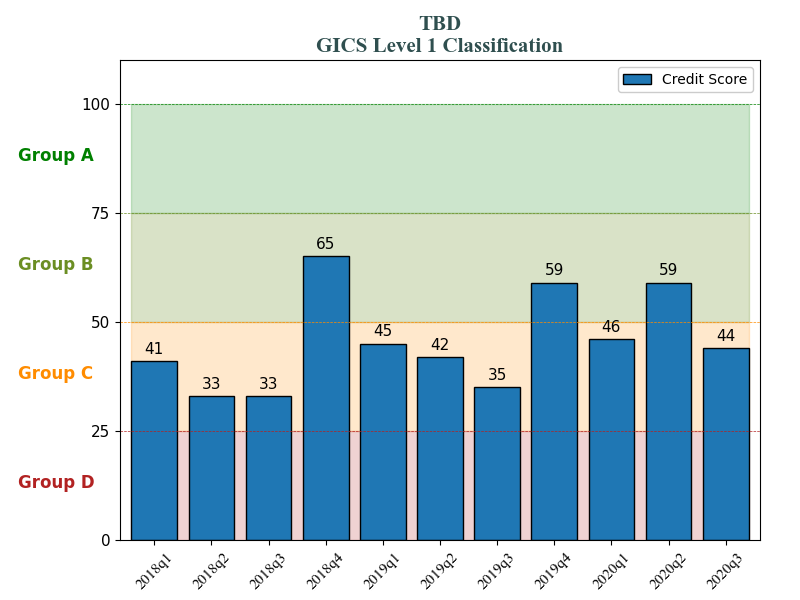 TBD
GICS Level 1 Classification
Credit Score
100
Group A
75
65
Group B
59
59
50
46
45
44
42
41
Group C
35
33
33
25
Group D
0
2018q1
2018q2
2018q3
2018q4
2019q1
2019q2
2019q3
2019q4
2020q1
2020q2
2020q3